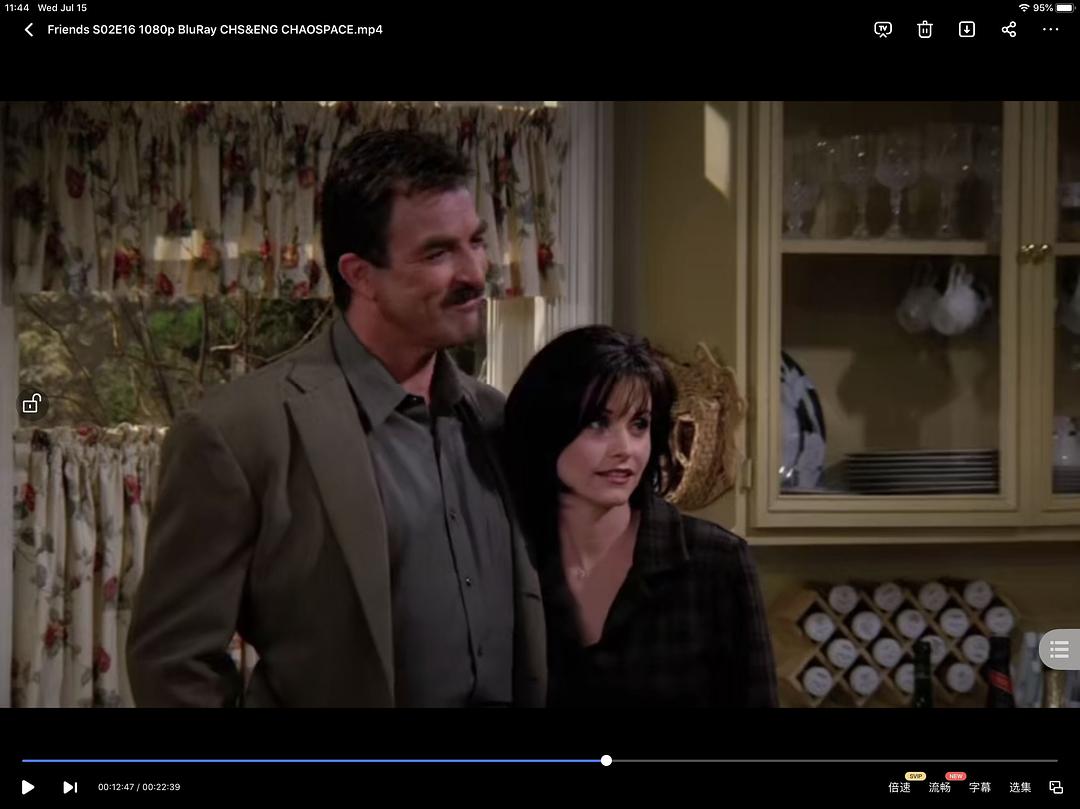 11:44 Wed Jul 15 95%
Friends S02E16 1080p BluRay CHS&ENG CHAOSPACE.mp4
TV
SVIP NEW
00:12:47 / 00:22:39 倍速 流畅 字幕 选集